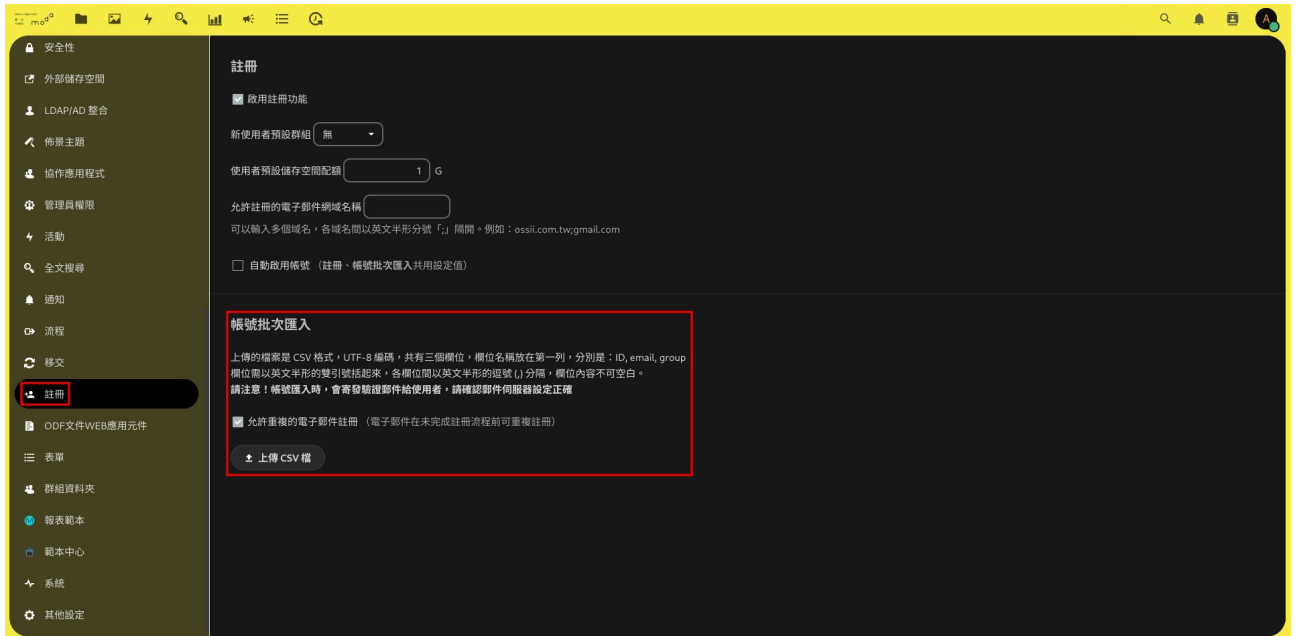 moda
A
安全性
外部儲存空間
LDAP/AD 整合
佈景主題
協作應用程式
管理員權限
活動
全文搜尋
通知
流程
移交
註冊
ODF文件WEB應用元件
表單
群組資料夾
報表範本
範本中心
系統
其他設定
註冊
啟用註冊功能
新使用者預設群組 無
使用者預設儲存空間配額 1 G
允許註冊的電子郵件網域名稱
可以輸入多個域名，各域名間以英文半形分號「;」隔開。例如：ossii.com.tw;gmail.com
自動啟用帳號 （註冊、帳號批次匯入共用設定值）
帳號批次匯入
上傳的檔案是 CSV 格式，UTF-8 編碼，共有三個欄位，欄位名稱放在第一列，分別是：ID, email, group
欄位需以英文半形的雙引號括起來，各欄位間以英文半形的逗號 (,) 分隔，欄位內容不可空白。
請注意！帳號匯入時，會寄發驗證郵件給使用者，請確認郵件伺服器設定正確
允許重複的電子郵件註冊 （電子郵件在未完成註冊流程前可重複註冊）
上傳 CSV 檔